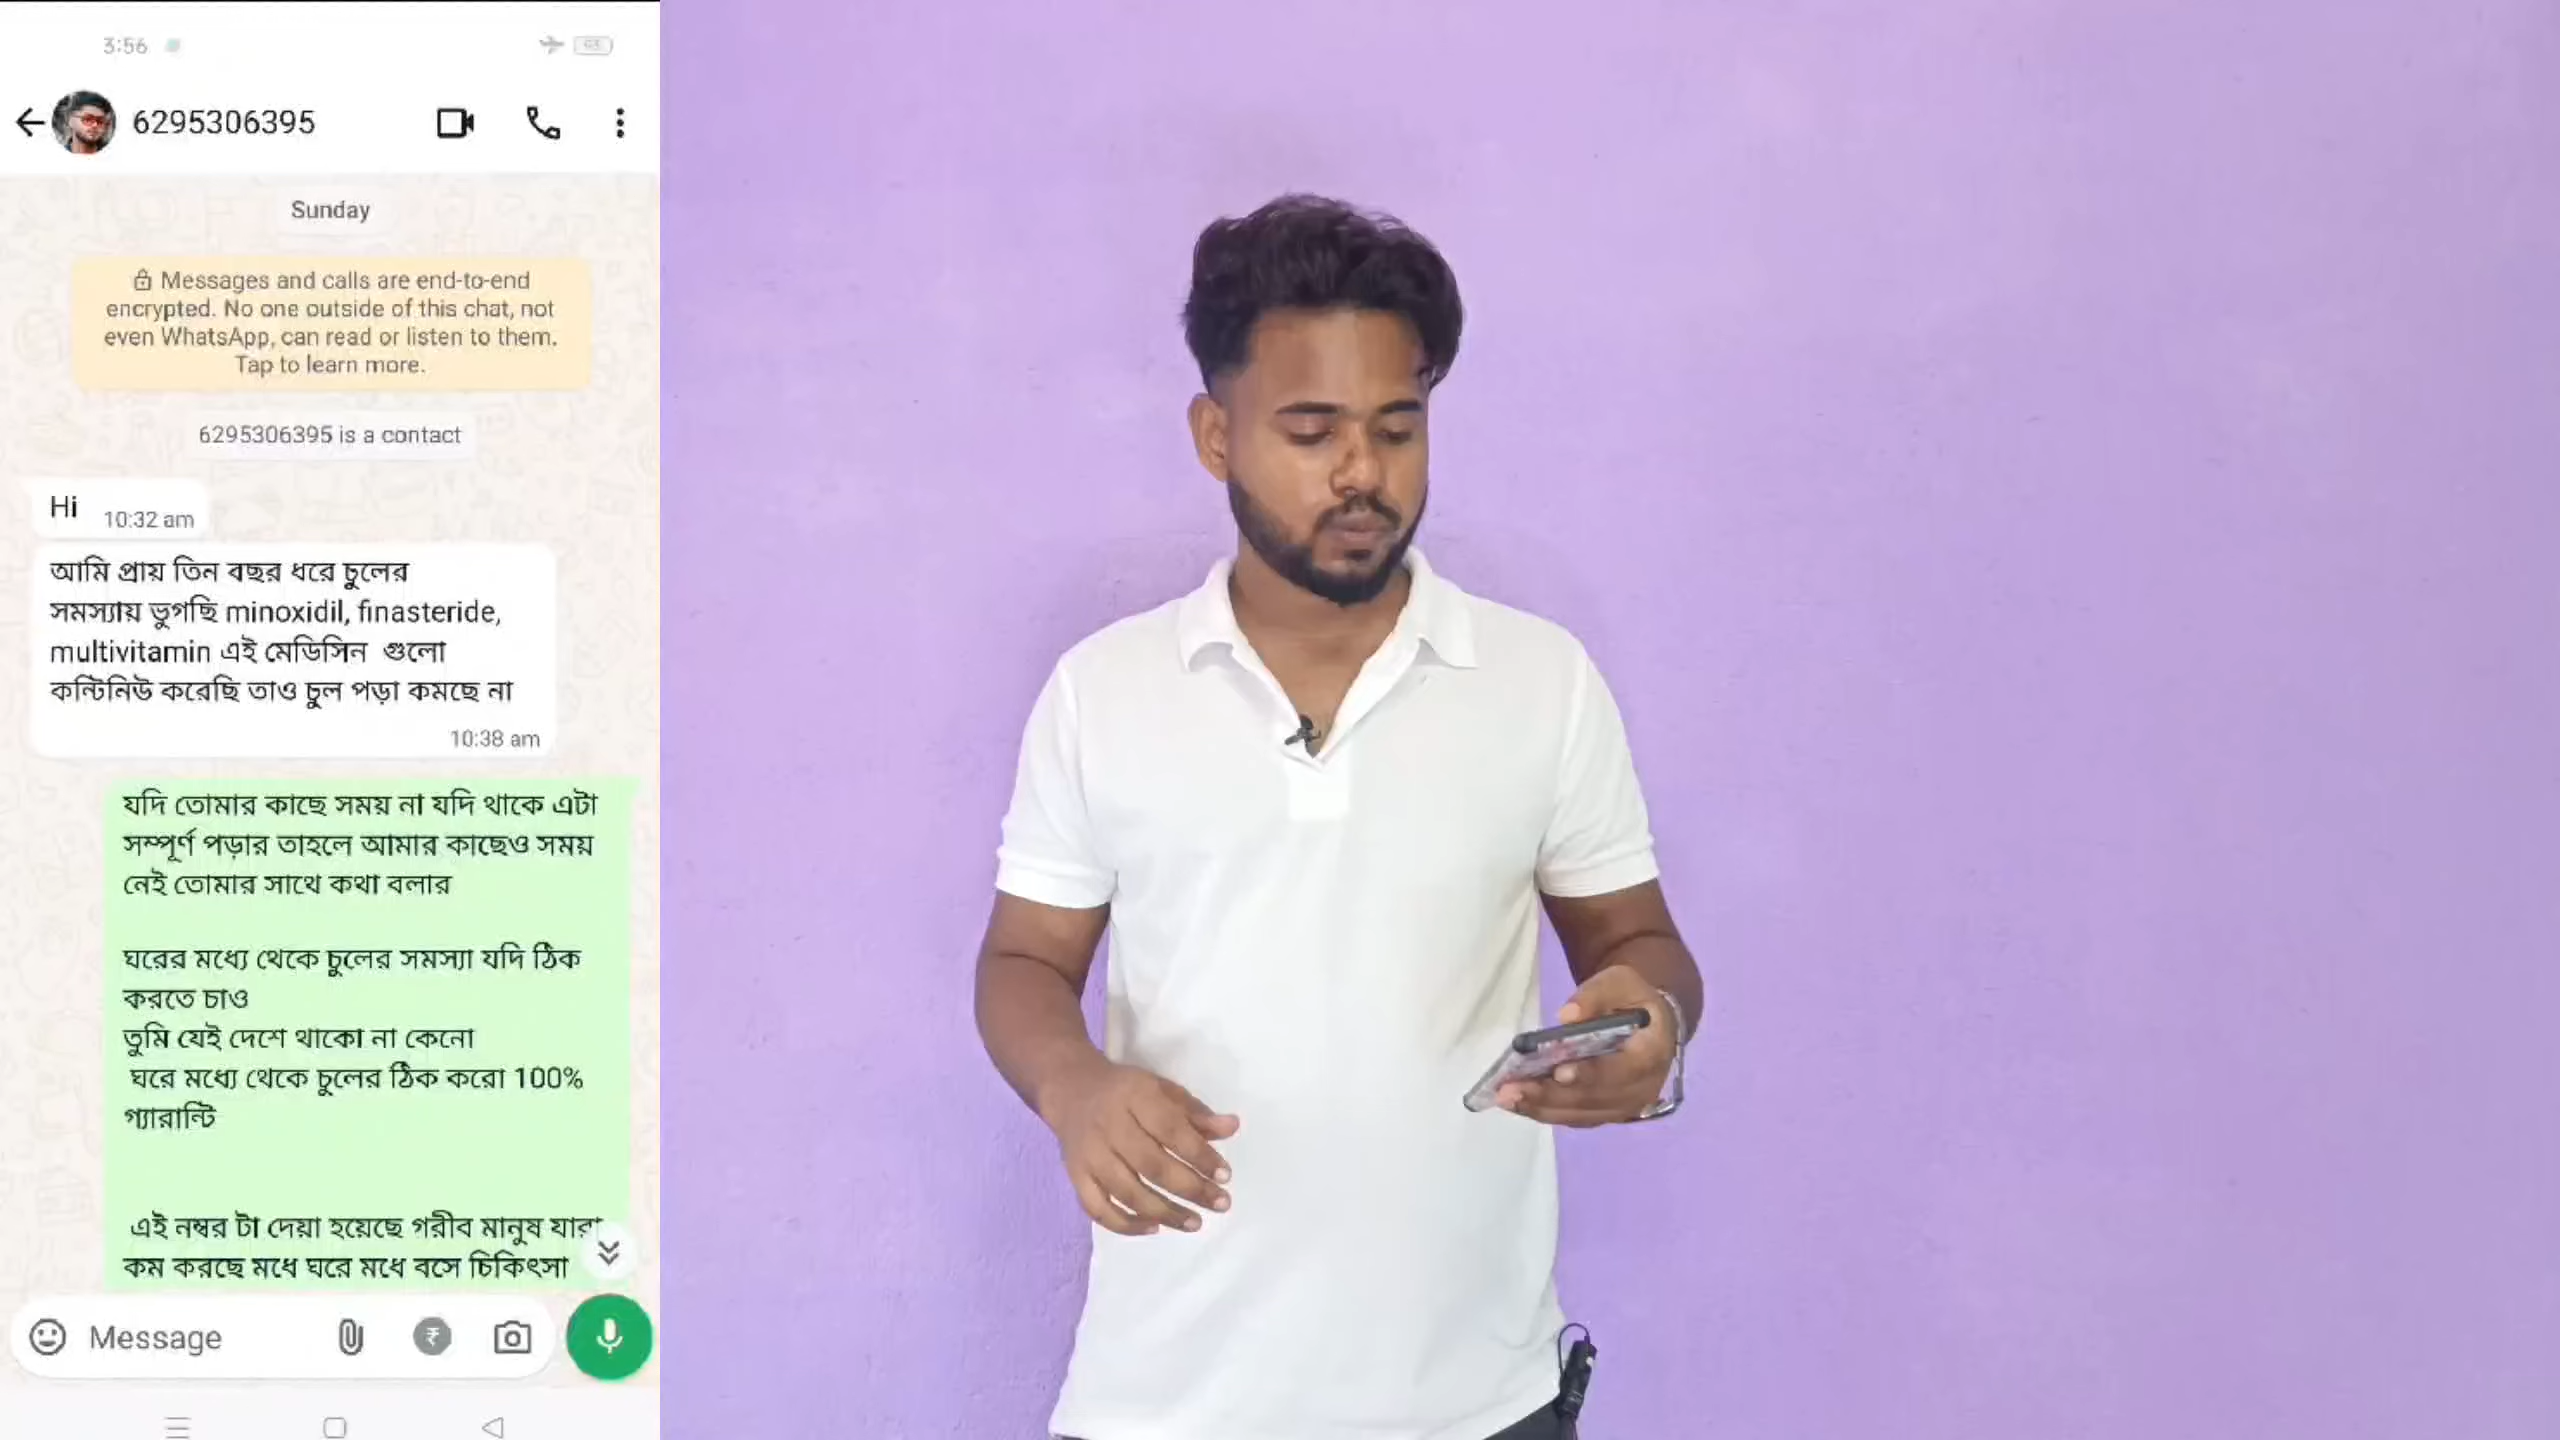 3:56
6295306395
Sunday
Messages and calls are end-to-end
encrypted. No one outside of this chat, not
even WhatsApp, can read or listen to them.
Tap to learn more.
6295306395 is a contact
Hi 10:32 am
আমি প্রায় তিন বছর ধরে চুলের
সমস্যায় ভুগছি minoxidil, finasteride,
multivitamin এই মেডিসিন গুলো
কন্টিনিউ করেছি তাও চুল পড়া কমছে না
10:38 am
যদি তোমার কাছে সময় না যদি থাকে এটা
সম্পূর্ণ পড়ার তাহলে আমার কাছেও সময়
নেই তোমার সাথে কথা বলার
ঘরের মধ্যে থেকে চুলের সমস্যা যদি ঠিক
করতে চাও
তুমি যেই দেশে থাকো না কেনো
ঘরে মধ্যে থেকে চুলের ঠিক করো 100%
গ্যারান্টি
এই নম্বর টা দেয়া হয়েছে গরীব মানুষ যারা
কম করছে মধে ঘরে মধে বসে চিকিৎসা
Message